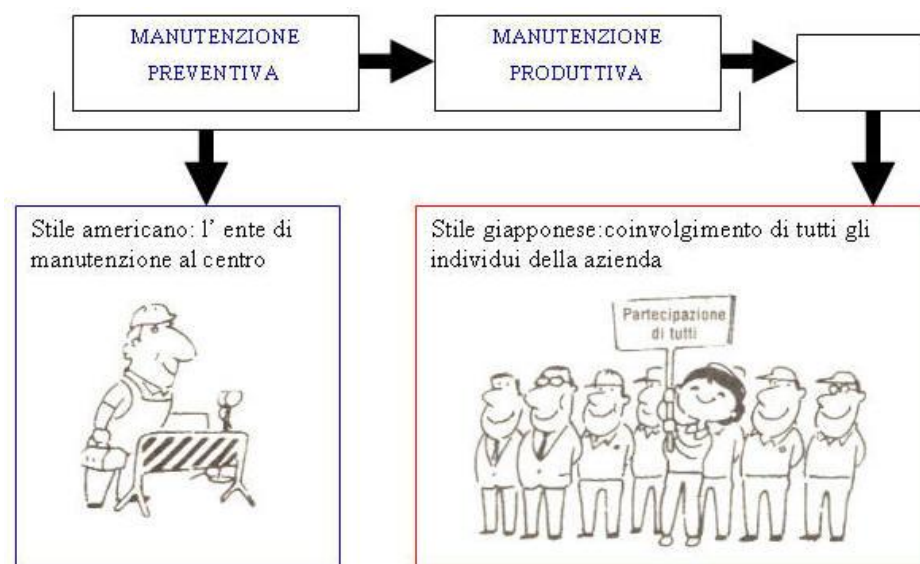 MANUTENZIONE
PREVENTIVA
MANUTENZIONE
PRODUTTIVA
Stile americano: l' ente di
manutenzione al centro
Stile giapponese:coinvolgimento di tutti gli
individui della azienda
Partecipazione
di tutti